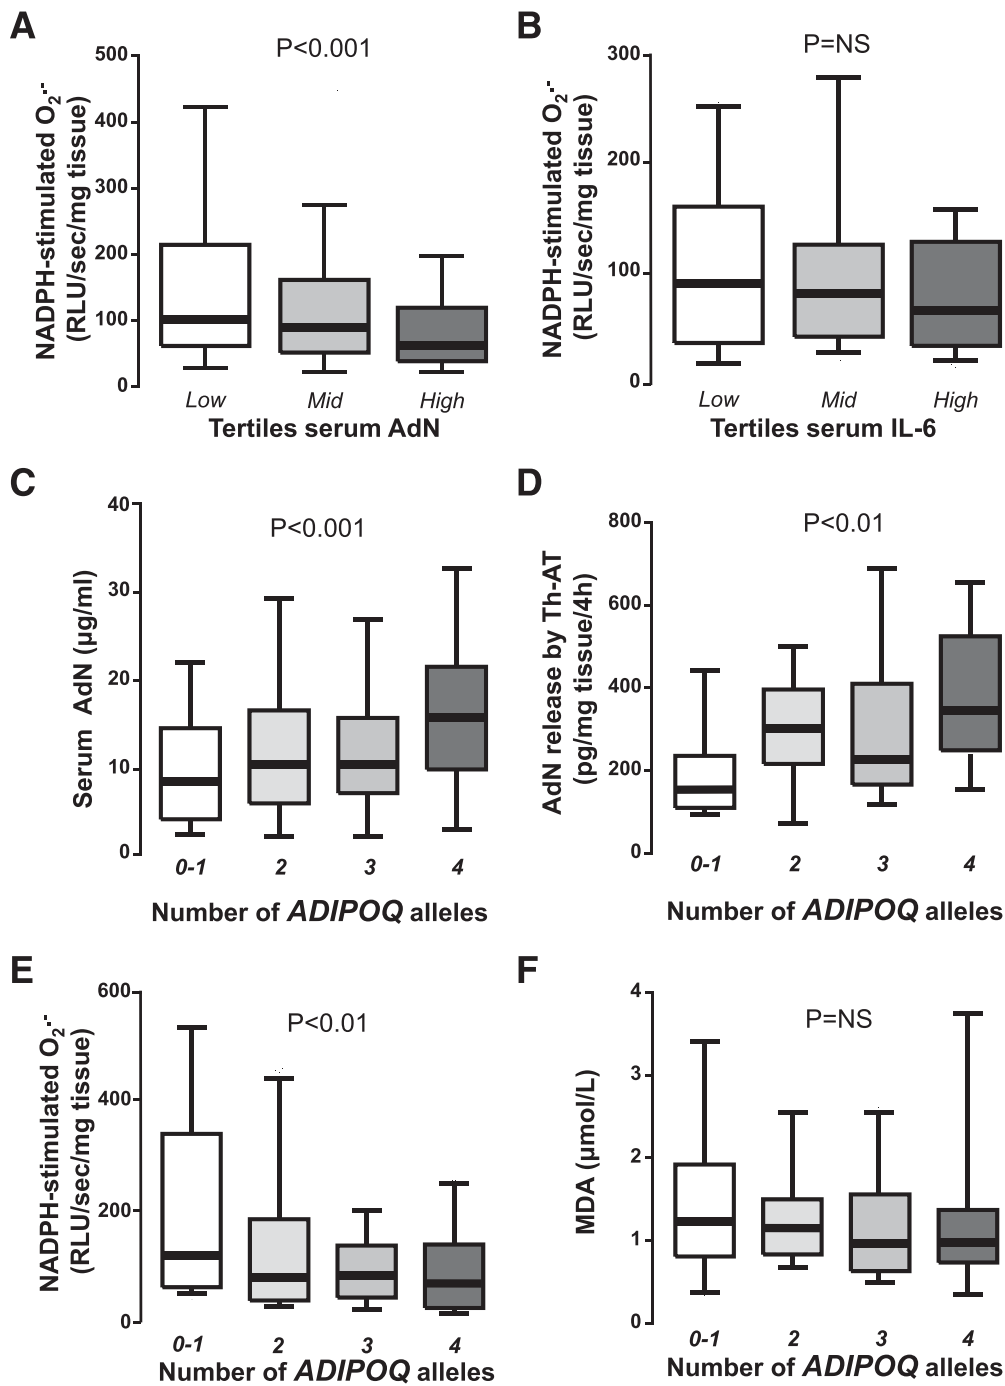 A
P<0.001
NADPH-stimulated O2·-
(RLU/sec/mg tissue)
500
400
300
200
100
0
Low Mid High
Tertiles serum AdN
B
P=NS
NADPH-stimulated O2·-
(RLU/sec/mg tissue)
300
200
100
0
Low Mid High
Tertiles serum IL-6
C
P<0.001
Serum AdN (µg/ml)
40
30
20
10
0
0-1 2 3 4
Number of ADIPOQ alleles
D
P<0.01
AdN release by Th-AT
(pg/mg tissue/4h)
800
600
400
200
0
0-1 2 3 4
Number of ADIPOQ alleles
E
P<0.01
NADPH-stimulated O2·-
(RLU/sec/mg tissue)
600
400
200
0
0-1 2 3 4
Number of ADIPOQ alleles
F
P=NS
MDA (µmol/L)
4
3
2
1
0
0-1 2 3 4
Number of ADIPOQ alleles